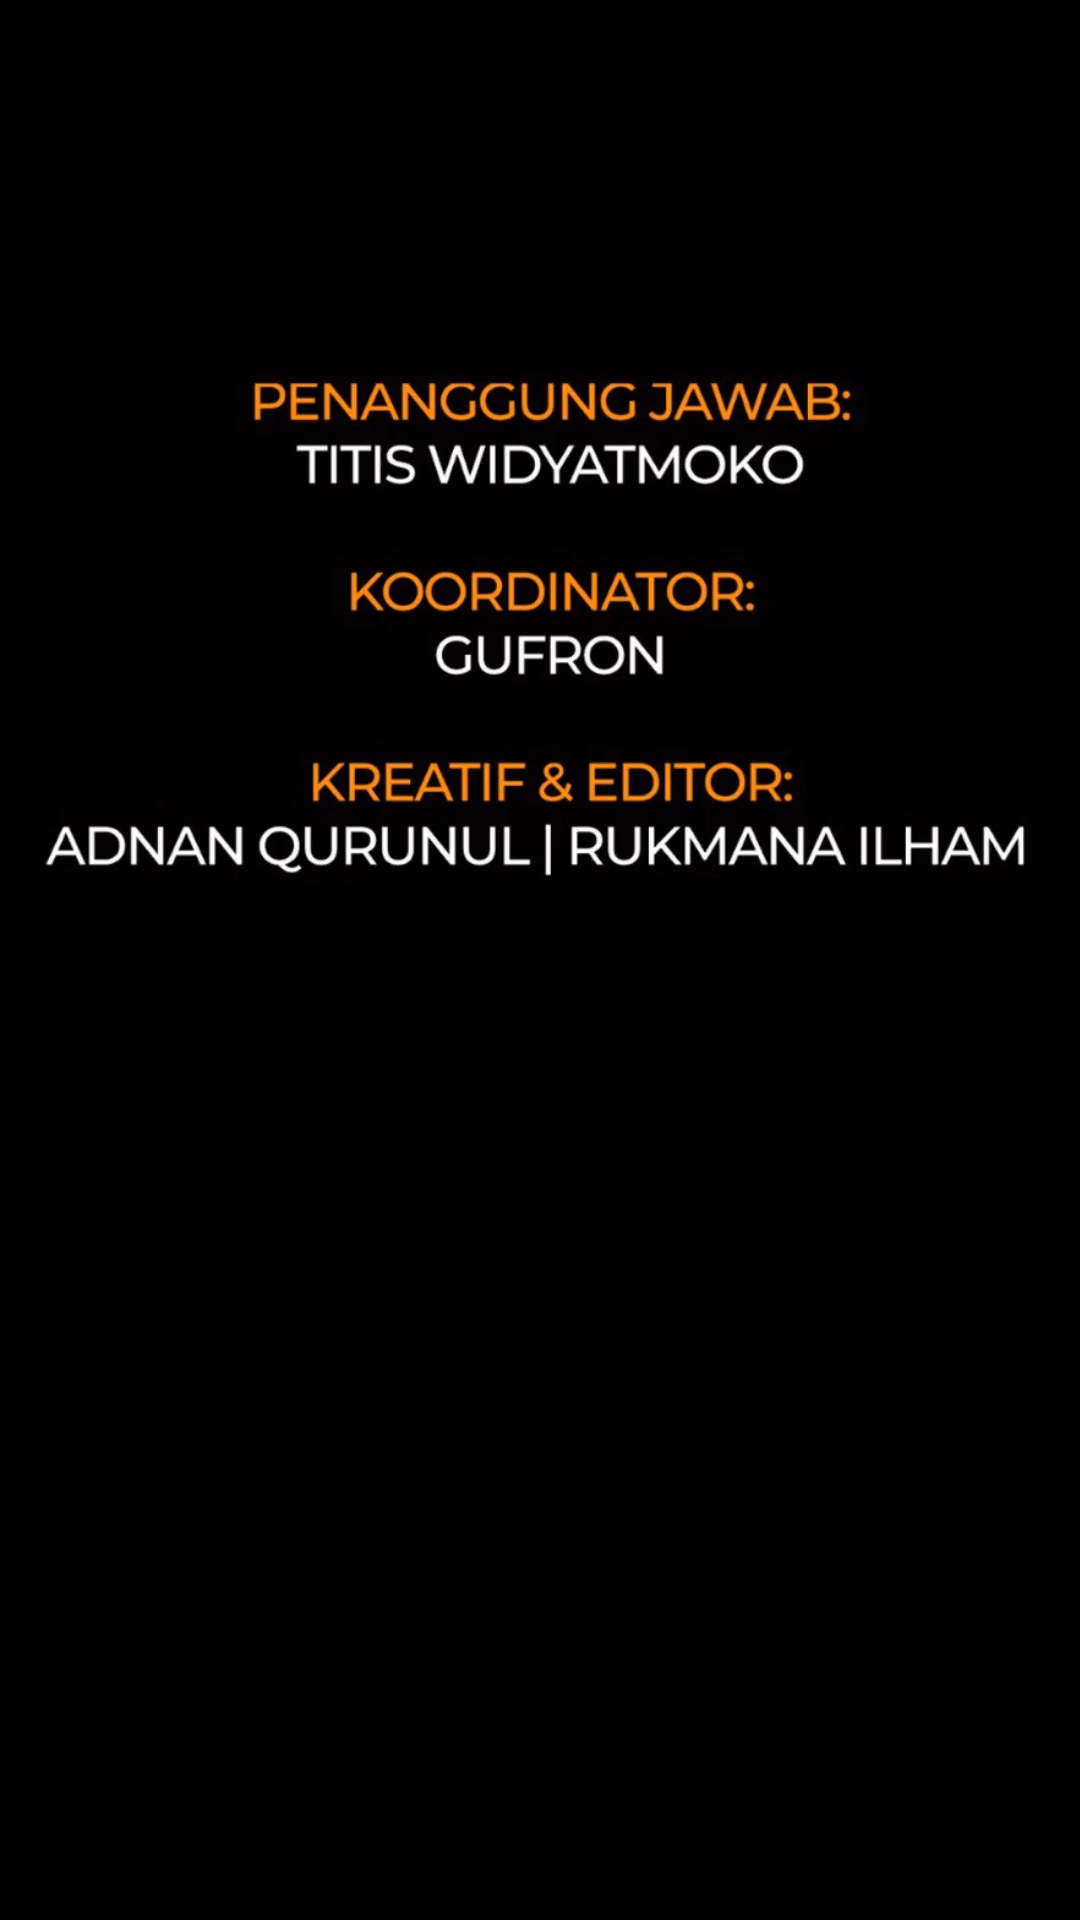 PENANGGUNG JAWAB:
TITIS WIDYATMOKO
KOORDINATOR:
GUFRON
KREATIF & EDITOR:
ADNAN QURUNUL | RUKMANA ILHAM